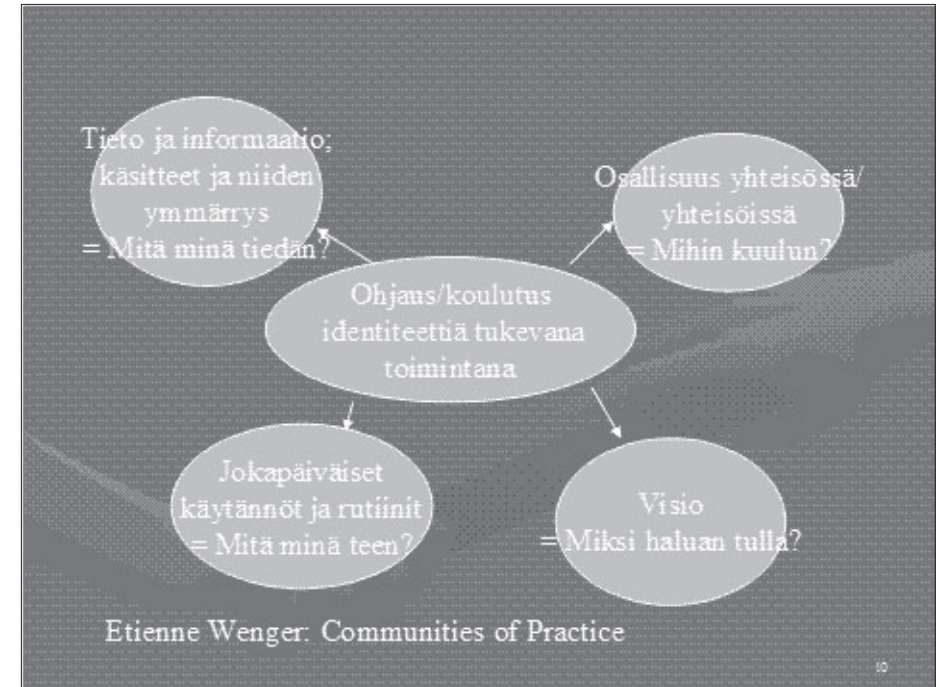 Tieto ja informaatio;
käsitteet ja niiden
ymmärrys
= Mitä minä tiedän?
Osallisuus yhteisössä/
yhteisöissä
= Mihin kuulun?
Ohjaus/koulutus
identiteettiä tukevana
toimintana
Jokapäiväiset
käytännöt ja rutiinit
= Mitä minä teen?
Visio
= Miksi haluan tulla?
Etienne Wenger: Communities of Practice
10